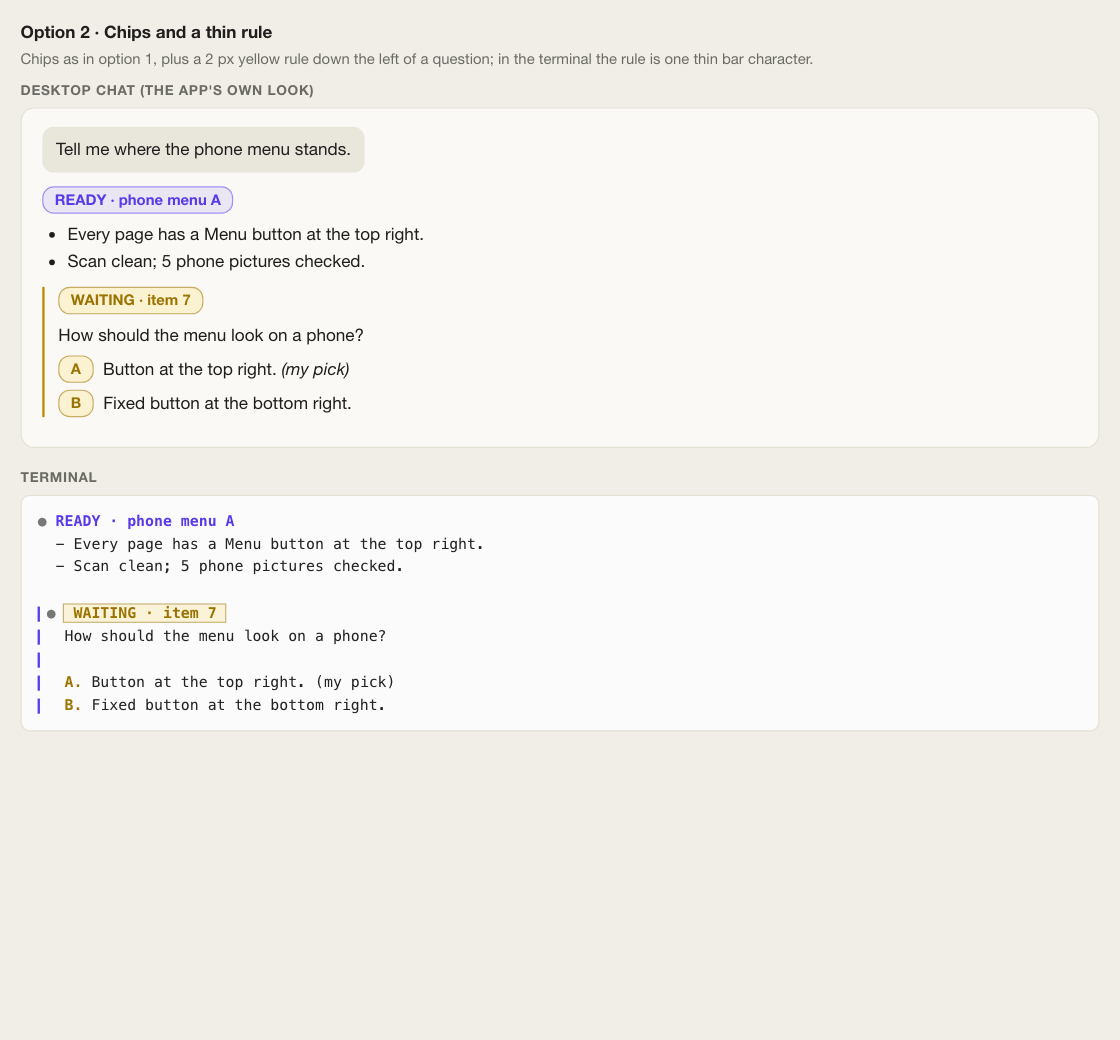 Option 2 · Chips and a thin rule
Chips as in option 1, plus a 2 px yellow rule down the left of a question; in the terminal the rule is one thin bar character.
DESKTOP CHAT (THE APP'S OWN LOOK)
Tell me where the phone menu stands.
READY · phone menu A
• Every page has a Menu button at the top right.
• Scan clean; 5 phone pictures checked.
WAITING · item 7
How should the menu look on a phone?
A Button at the top right. (my pick)
B Fixed button at the bottom right.
TERMINAL
● READY · phone menu A
– Every page has a Menu button at the top right.
– Scan clean; 5 phone pictures checked.
| ● WAITING · item 7
| How should the menu look on a phone?
|
| A. Button at the top right. (my pick)
| B. Fixed button at the bottom right.